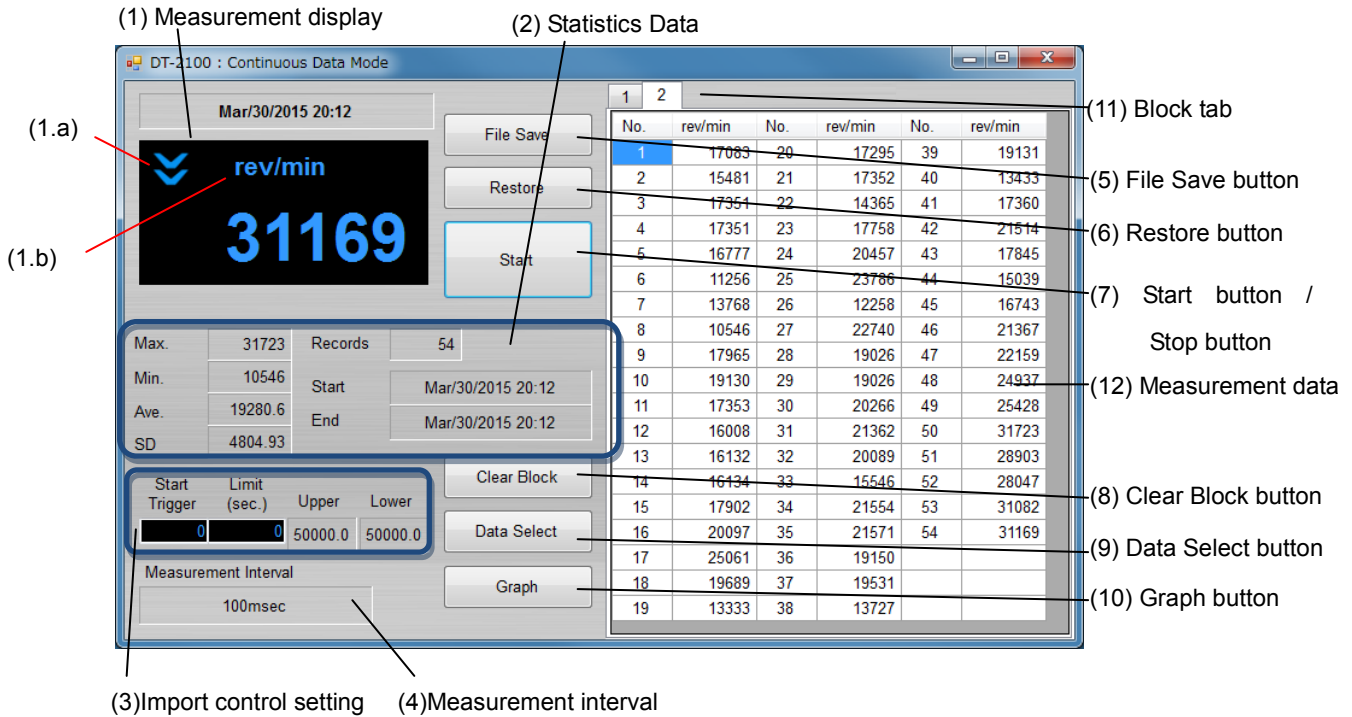 (1) Measurement display
(2) Statistics Data
DT-2100 : Continuous Data Mode
Mar/30/2015 20:12
(1.a)
rev/min
31169
(1.b)
File Save
Restore
Start
1 2
(11) Block tab
No. rev/min No. rev/min No. rev/min
1 17083 20 17295 39 19131
2 15481 21 17352 40 13433
3 17351 22 14365 41 17360
4 17351 23 17758 42 21514
5 16777 24 20457 43 17845
6 11256 25 23786 44 15039
7 13768 26 12258 45 16743
8 10546 27 22740 46 21367
9 17965 28 19026 47 22159
10 19130 29 19026 48 24937
11 17353 30 20266 49 25428
12 16008 31 21362 50 31723
13 16132 32 20089 51 28903
14 16134 33 15546 52 28047
15 17902 34 21554 53 31082
16 20097 35 21571 54 31169
17 25061 36 19150
18 19689 37 19531
19 13333 38 13727
(5) File Save button
(6) Restore button
(7) Start button /
Stop button
(12) Measurement data
(8) Clear Block button
(9) Data Select button
(10) Graph button
Max. 31723 Records 54
Min. 10546 Start Mar/30/2015 20:12
Ave. 19280.6 End Mar/30/2015 20:12
SD 4804.93
Start Limit
Trigger (sec.) Upper Lower
0 0 50000.0 50000.0
Measurement Interval
100msec
Clear Block
Data Select
Graph
(3)Import control setting
(4)Measurement interval